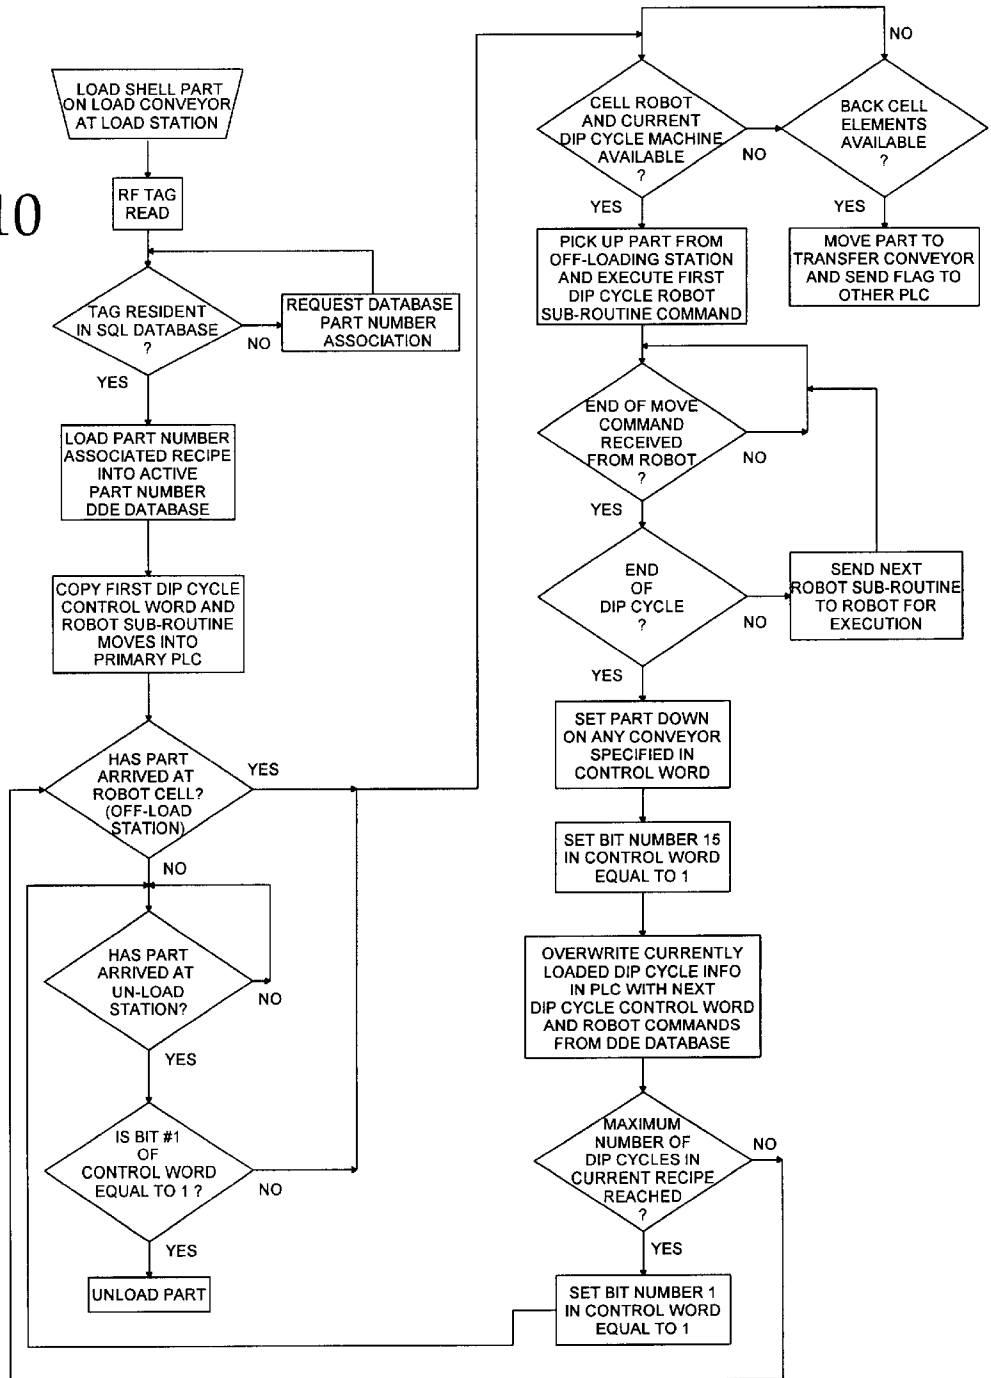 10
LOAD SHELL PART
ON LOAD CONVEYOR
AT LOAD STATION
RF TAG
READ
TAG RESIDENT
IN SQL DATABASE
?
NO
YES
REQUEST DATABASE
PART NUMBER
ASSOCIATION
LOAD PART NUMBER
ASSOCIATED RECIPE
INTO ACTIVE
PART NUMBER
DDE DATABASE
COPY FIRST DIP CYCLE
CONTROL WORD AND
ROBOT SUB-ROUTINE
MOVES INTO
PRIMARY PLC
HAS PART
ARRIVED AT
ROBOT CELL?
(OFF-LOAD
STATION)
YES
NO
HAS PART
ARRIVED AT
UN-LOAD
STATION?
NO
YES
IS BIT #1
OF
CONTROL WORD
EQUAL TO 1 ?
NO
YES
UNLOAD PART
CELL ROBOT
AND CURRENT
DIP CYCLE MACHINE
AVAILABLE
?
NO
YES
NO
BACK CELL
ELEMENTS
AVAILABLE
?
YES
MOVE PART TO
TRANSFER CONVEYOR
AND SEND FLAG TO
OTHER PLC
PICK UP PART FROM
OFF-LOADING STATION
AND EXECUTE FIRST
DIP CYCLE ROBOT
SUB-ROUTINE COMMAND
END OF MOVE
COMMAND
RECEIVED
FROM ROBOT
?
NO
YES
END
OF
DIP CYCLE
?
NO
YES
SEND NEXT
ROBOT SUB-ROUTINE
TO ROBOT FOR
EXECUTION
SET PART DOWN
ON ANY CONVEYOR
SPECIFIED IN
CONTROL WORD
SET BIT NUMBER 15
IN CONTROL WORD
EQUAL TO 1
OVERWRITE CURRENTLY
LOADED DIP CYCLE INFO
IN PLC WITH NEXT
DIP CYCLE CONTROL WORD
AND ROBOT COMMANDS
FROM DDE DATABASE
MAXIMUM
NUMBER OF
DIP CYCLES IN
CURRENT RECIPE
REACHED
?
NO
YES
SET BIT NUMBER 1
IN CONTROL WORD
EQUAL TO 1